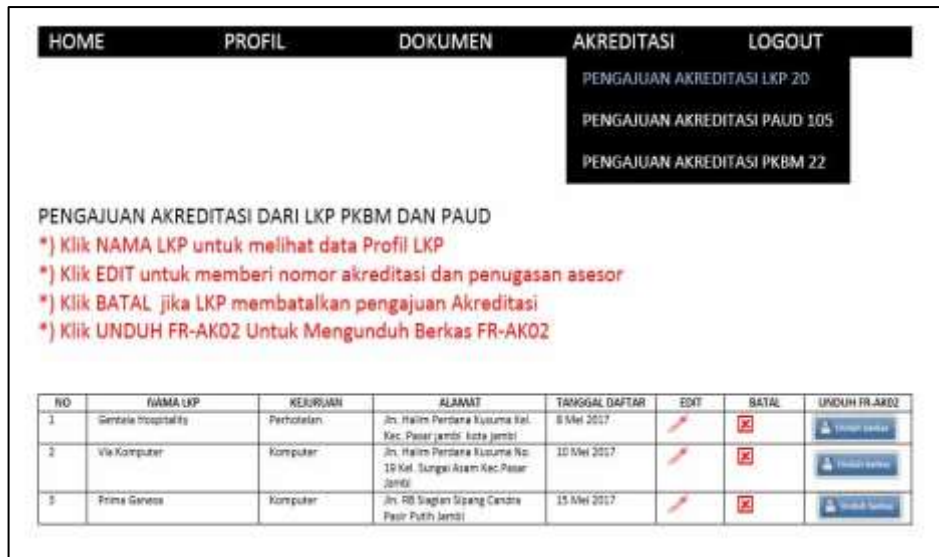 HOME PROFIL DOKUMEN AKREDITASI LOGOUT
PENGAJUAN AKREDITASI LKP 20
PENGAJUAN AKREDITASI PAUD 105
PENGAJUAN AKREDITASI PKBM 22
PENGAJUAN AKREDITASI DARI LKP PKBM DAN PAUD
*) Klik NAMA LKP untuk melihat data Profil LKP
*) Klik EDIT untuk memberi nomor akreditasi dan penugasan asesor
*) Klik BATAL jika LKP membatalkan pengajuan Akreditasi
*) Klik UNDUH FR-AK02 Untuk Mengunduh Berkas FR-AK02
NO NAMA LKP KEJURUAN ALAMAT TANGGAL DAFTAR EDIT BATAL UNDUH FR-AK02
1 Gentala Hospitality Perhotelan Jln. Halim Perdana Kusuma Kel. 8 Mei 2017 Unduh berkas
Kec. Pasar jambi kota jambi
2 Via Komputer Komputer Jln. Halim Perdana Kusuma No. 10 Mei 2017 Unduh berkas
19 Kel. Sungai Asam Kec.Pasar
Jambi
3 Prima Ganesa Komputer Jln. RB Siagian Sipang Candra 15 Mei 2017 Unduh berkas
Pasir Putih Jambi